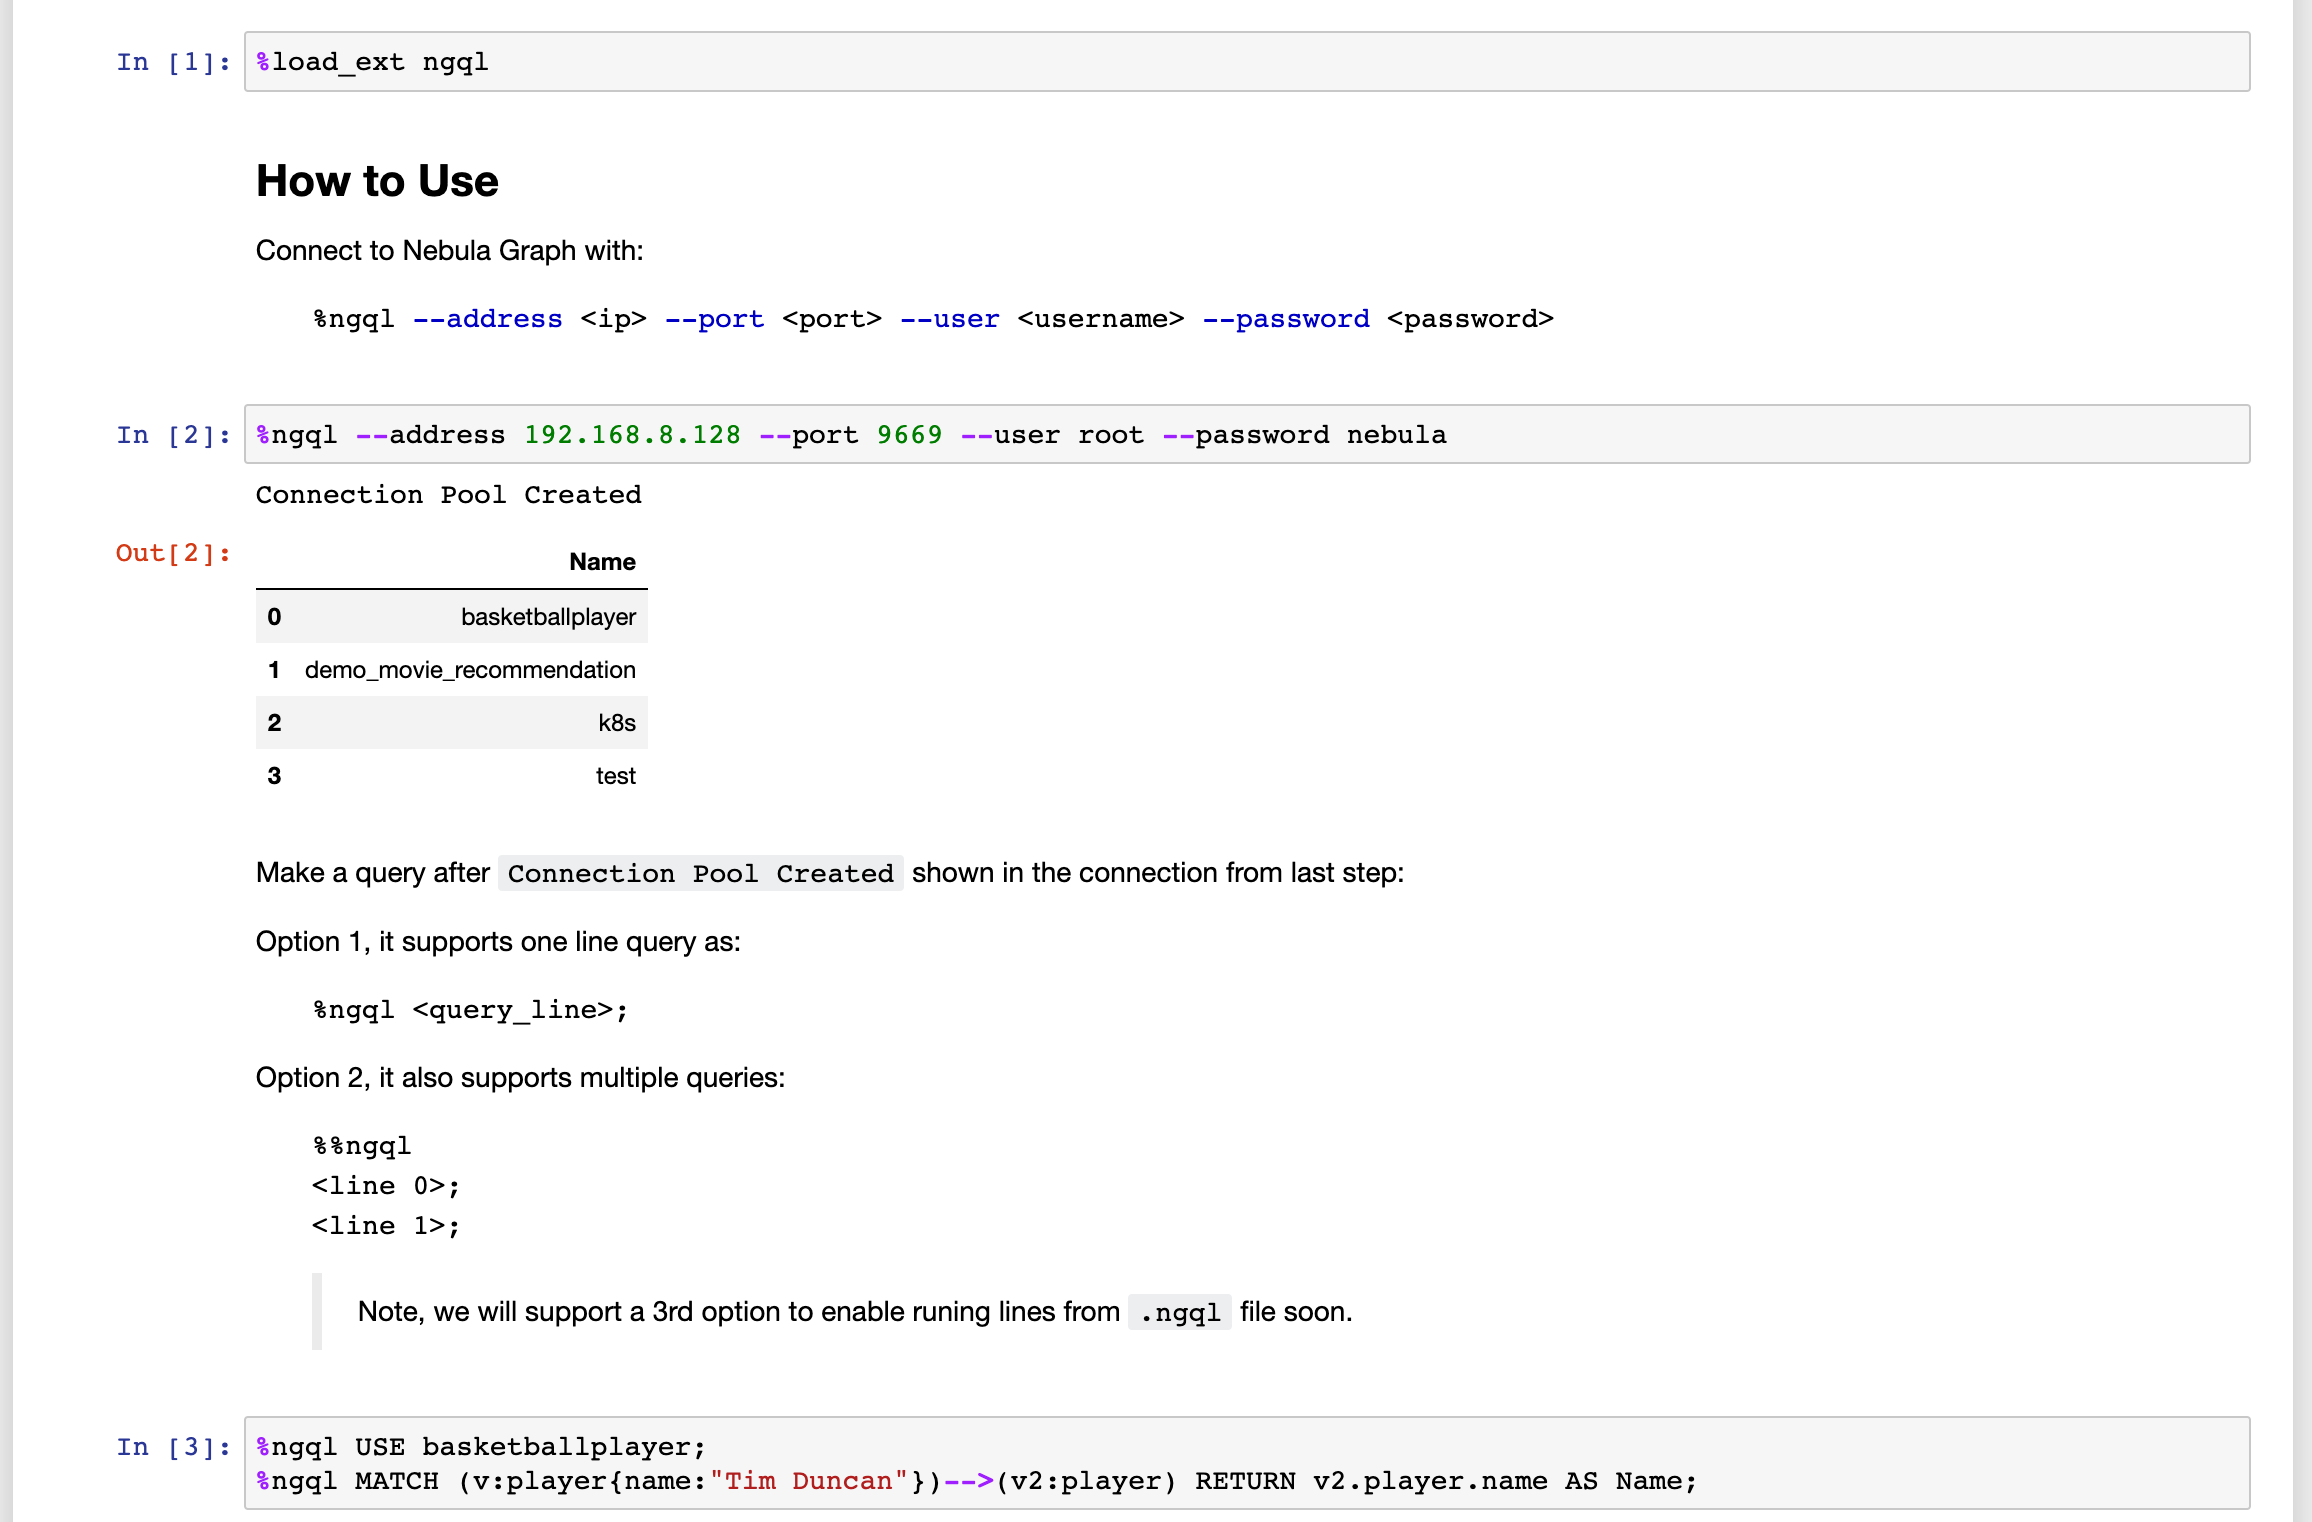 In [1]: %load_ext ngql
How to Use
Connect to Nebula Graph with:
%ngql --address <ip> --port <port> --user <username> --password <password>
In [2]: %ngql --address 192.168.8.128 --port 9669 --user root --password nebula
Connection Pool Created
Out[2]:
Name
0 basketballplayer
1 demo_movie_recommendation
2 k8s
3 test
Make a query after Connection Pool Created shown in the connection from last step:
Option 1, it supports one line query as:
%ngql <query_line>;
Option 2, it also supports multiple queries:
%%ngql
<line 0>;
<line 1>;
Note, we will support a 3rd option to enable runing lines from .ngql file soon.
In [3]: %ngql USE basketballplayer;
%ngql MATCH (v:player{name:"Tim Duncan"})-->(v2:player) RETURN v2.player.name AS Name;